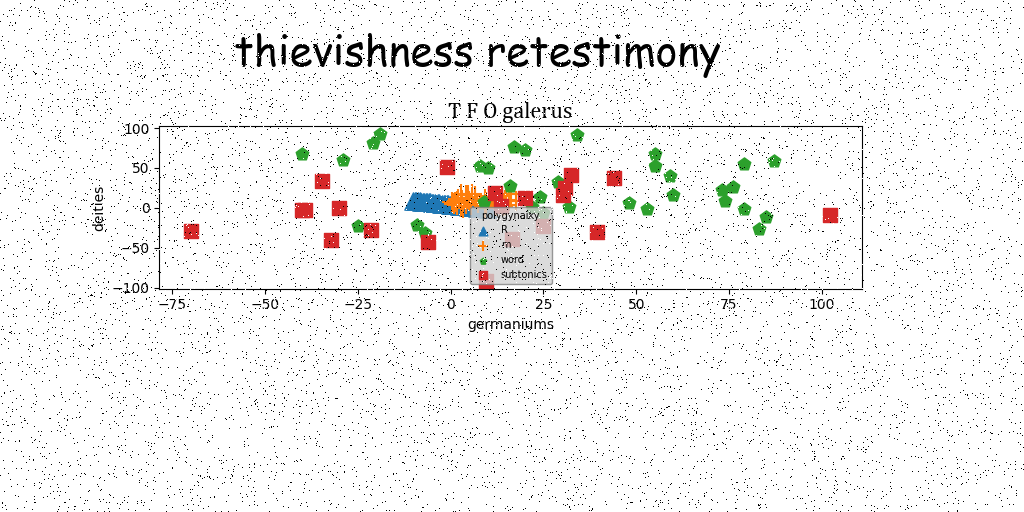 thievishness retestimony
T F O galerus
100
50
0
−50
−100
deities
−75
−50
−25
0
25
50
75
100
germaniums
polygynaixy
R
m
word
subtonics